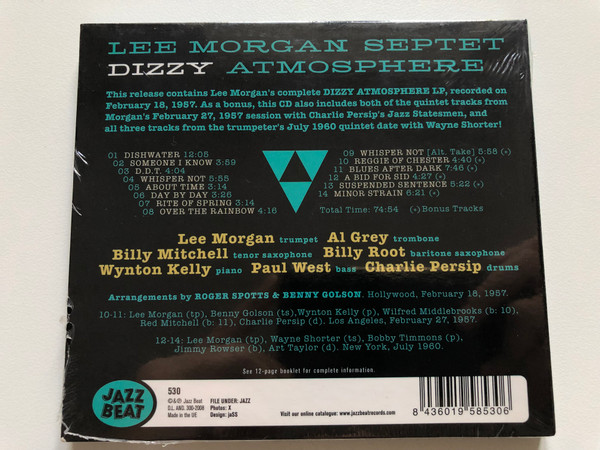 LEE MORGAN SEPTET
DIZZY ATMOSPHERE
This release contains Lee Morgan's complete DIZZY ATMOSPHERE LP, recorded on
February 18, 1957. As a bonus, this CD also includes both of the quintet tracks from
Morgan's February 27, 1957 session with Charlie Persip's Jazz Statesmen, and
all three tracks from the trumpeter's July 1960 quintet date with Wayne Shorter!
01 DISHWATER 12:05
02 SOMEONE I KNOW 3:59
03 D.D.T. 4:04
04 WHISPER NOT 5:55
05 ABOUT TIME 3:14
06 DAY BY DAY 3:26
07 RITE OF SPRING 3:14
08 OVER THE RAINBOW 4:16
09 WHISPER NOT [Alt. Take] 5:58 (•)
10 REGGIE OF CHESTER 4:40 (•)
11 BLUES AFTER DARK 7:46 (•)
12 A BID FOR SID 4:27 (•)
13 SUSPENDED SENTENCE 5:22 (•)
14 MINOR STRAIN 6:21 (•)
Total Time: 74:54 (•) Bonus Tracks
Lee Morgan trumpet Al Grey trombone
Billy Mitchell tenor saxophone Billy Root baritone saxophone
Wynton Kelly piano Paul West bass Charlie Persip drums
Arrangements by ROGER SPOTTS & BENNY GOLSON. Hollywood, February 18, 1957.
10-11: Lee Morgan (tp), Benny Golson (ts),Wynton Kelly (p), Wilfred Middlebrooks (b: 10),
Red Mitchell (b: 11), Charlie Persip (d). Los Angeles, February 27, 1957.
12-14: Lee Morgan (tp), Wayne Shorter (ts), Bobby Timmons (p),
Jimmy Rowser (b), Art Taylor (d). New York, July 1960.
See 12-page booklet for complete information.
JAZZ
BEAT
530
©&℗ Jazz Beat
D.L. AND. 300-2008
Made in the UE
FILE UNDER: JAZZ
Photos: X
Design: jaSS
Visit our online catalogue: www.jazzbeatrecords.com
8 436019 585306